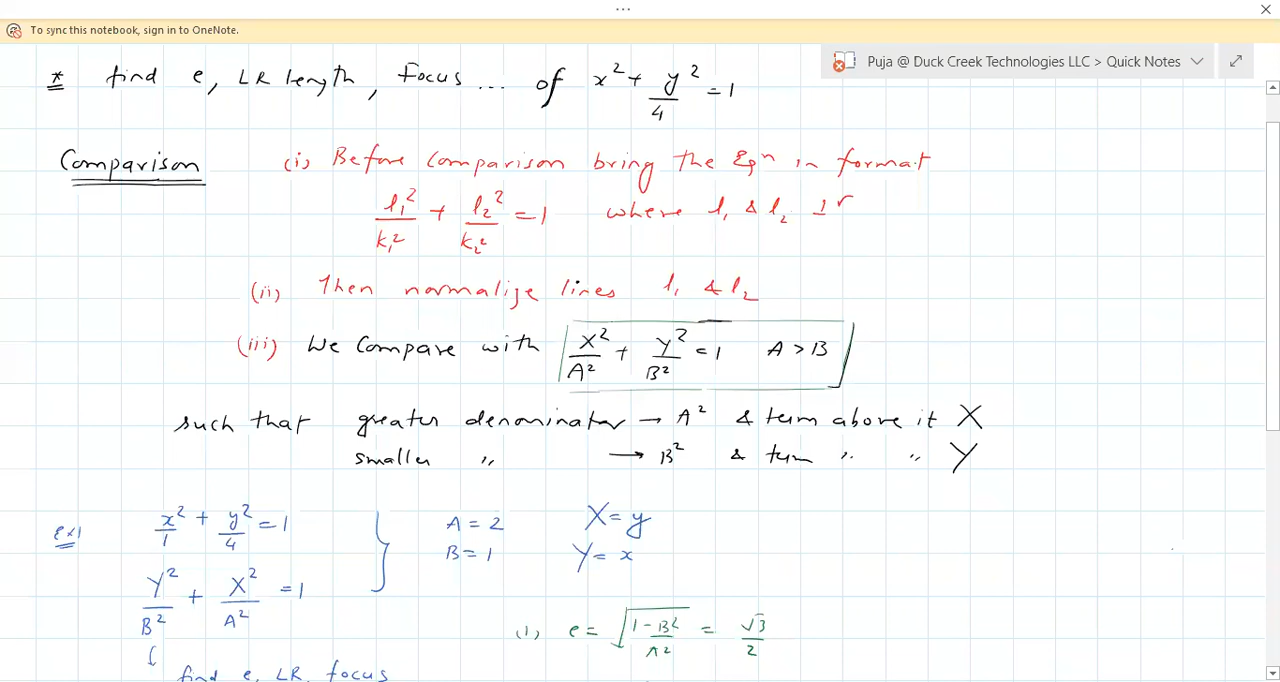 To sync this notebook, sign in to OneNote.
Puja @ Duck Creek Technologies LLC > Quick Notes
* find e, LR length, Focus ... of x² + y²/4 = 1
Comparison (i) Before comparison bring the Eqⁿ in format
l₁²/k₁² + l₂²/k₂² = 1 where l₁ & l₂ ⊥ʳ
(ii) Then normalize lines l₁ & l₂
(iii) We compare with X²/A² + Y²/B² = 1 A > B
such that greater denominator → A² & term above it X
smaller " → B² & term " " Y
ex1 x²/1 + y²/4 = 1 } A = 2 X = y
B = 1 Y = x
Y²/B² + X²/A² = 1
(1) e = √(1 - B²/A²) = √3/2
find e, LR, focus